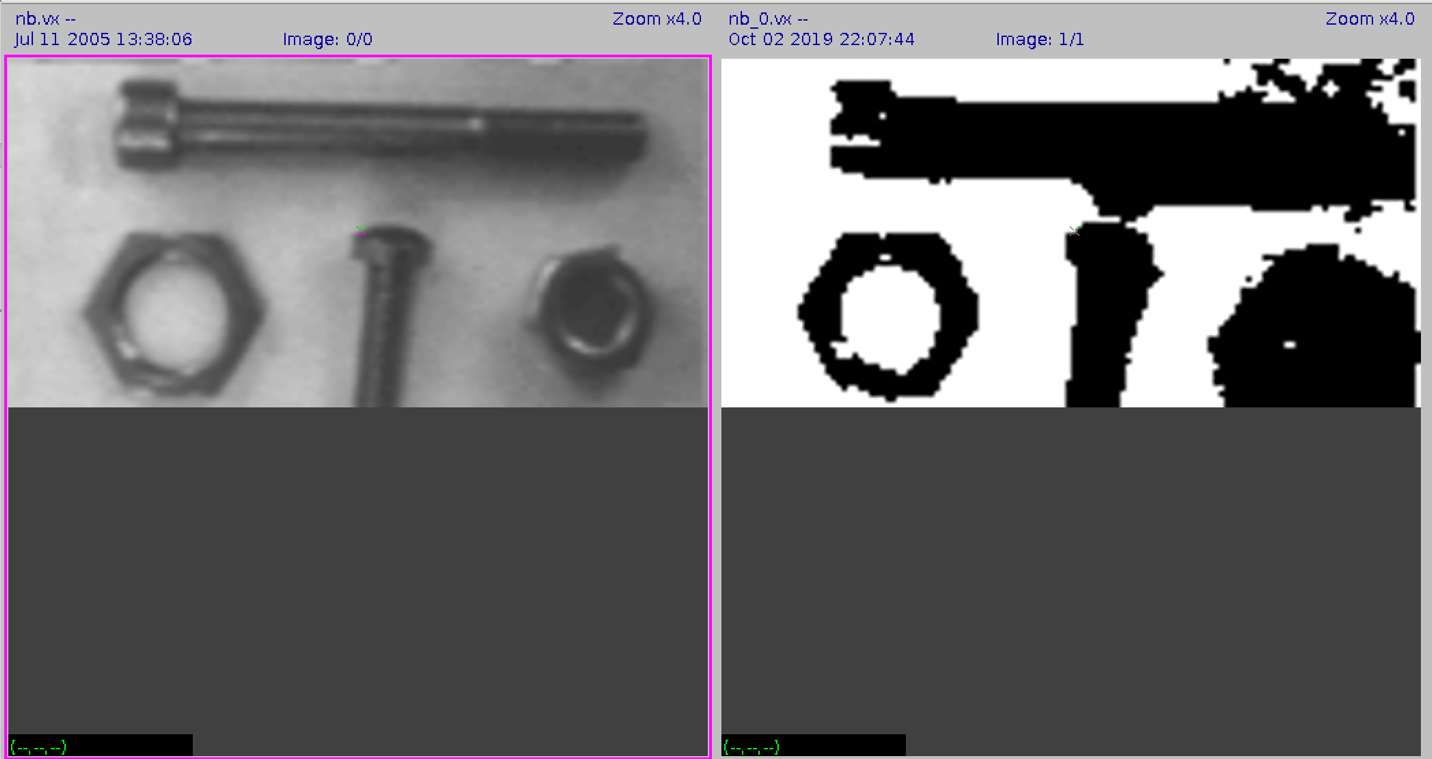 nb.vx --
Zoom x4.0
Jul 11 2005 13:38:06
Image: 0/0
(--,--,--)
nb_0.vx --
Zoom x4.0
Oct 02 2019 22:07:44
Image: 1/1
(--,--,--)